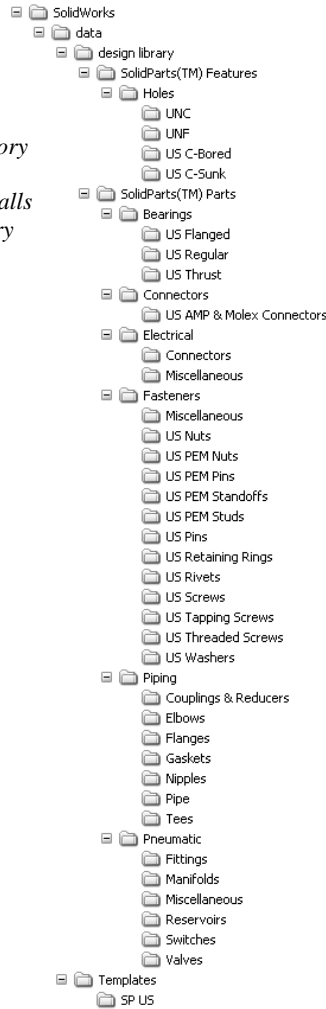 SolidWorks
data
design library
SolidParts(TM) Features
Holes
UNC
UNF
US C-Bored
US C-Sunk
SolidParts(TM) Parts
Bearings
US Flanged
US Regular
US Thrust
Connectors
US AMP & Molex Connectors
Electrical
Connectors
Miscellaneous
Fasteners
Miscellaneous
US Nuts
US PEM Nuts
US PEM Pins
US PEM Standoffs
US PEM Studs
US Pins
US Retaining Rings
US Rivets
US Screws
US Tapping Screws
US Threaded Screws
US Washers
Piping
Couplings & Reducers
Elbows
Flanges
Gaskets
Nipples
Pipe
Tees
Pneumatic
Fittings
Manifolds
Miscellaneous
Reservoirs
Switches
Valves
Templates
SP US